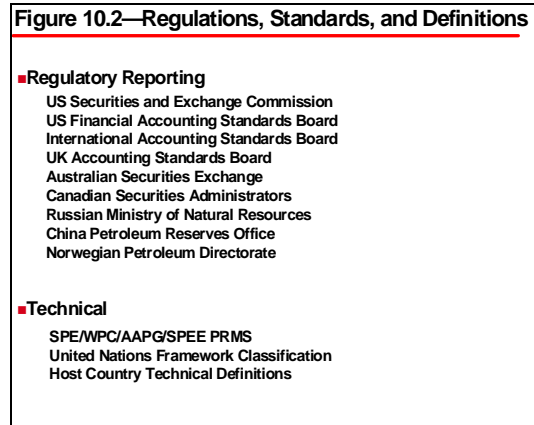 Figure 10.2—Regulations, Standards, and Definitions
■Regulatory Reporting
US Securities and Exchange Commission
US Financial Accounting Standards Board
International Accounting Standards Board
UK Accounting Standards Board
Australian Securities Exchange
Canadian Securities Administrators
Russian Ministry of Natural Resources
China Petroleum Reserves Office
Norwegian Petroleum Directorate
■Technical
SPE/WPC/AAPG/SPEE PRMS
United Nations Framework Classification
Host Country Technical Definitions